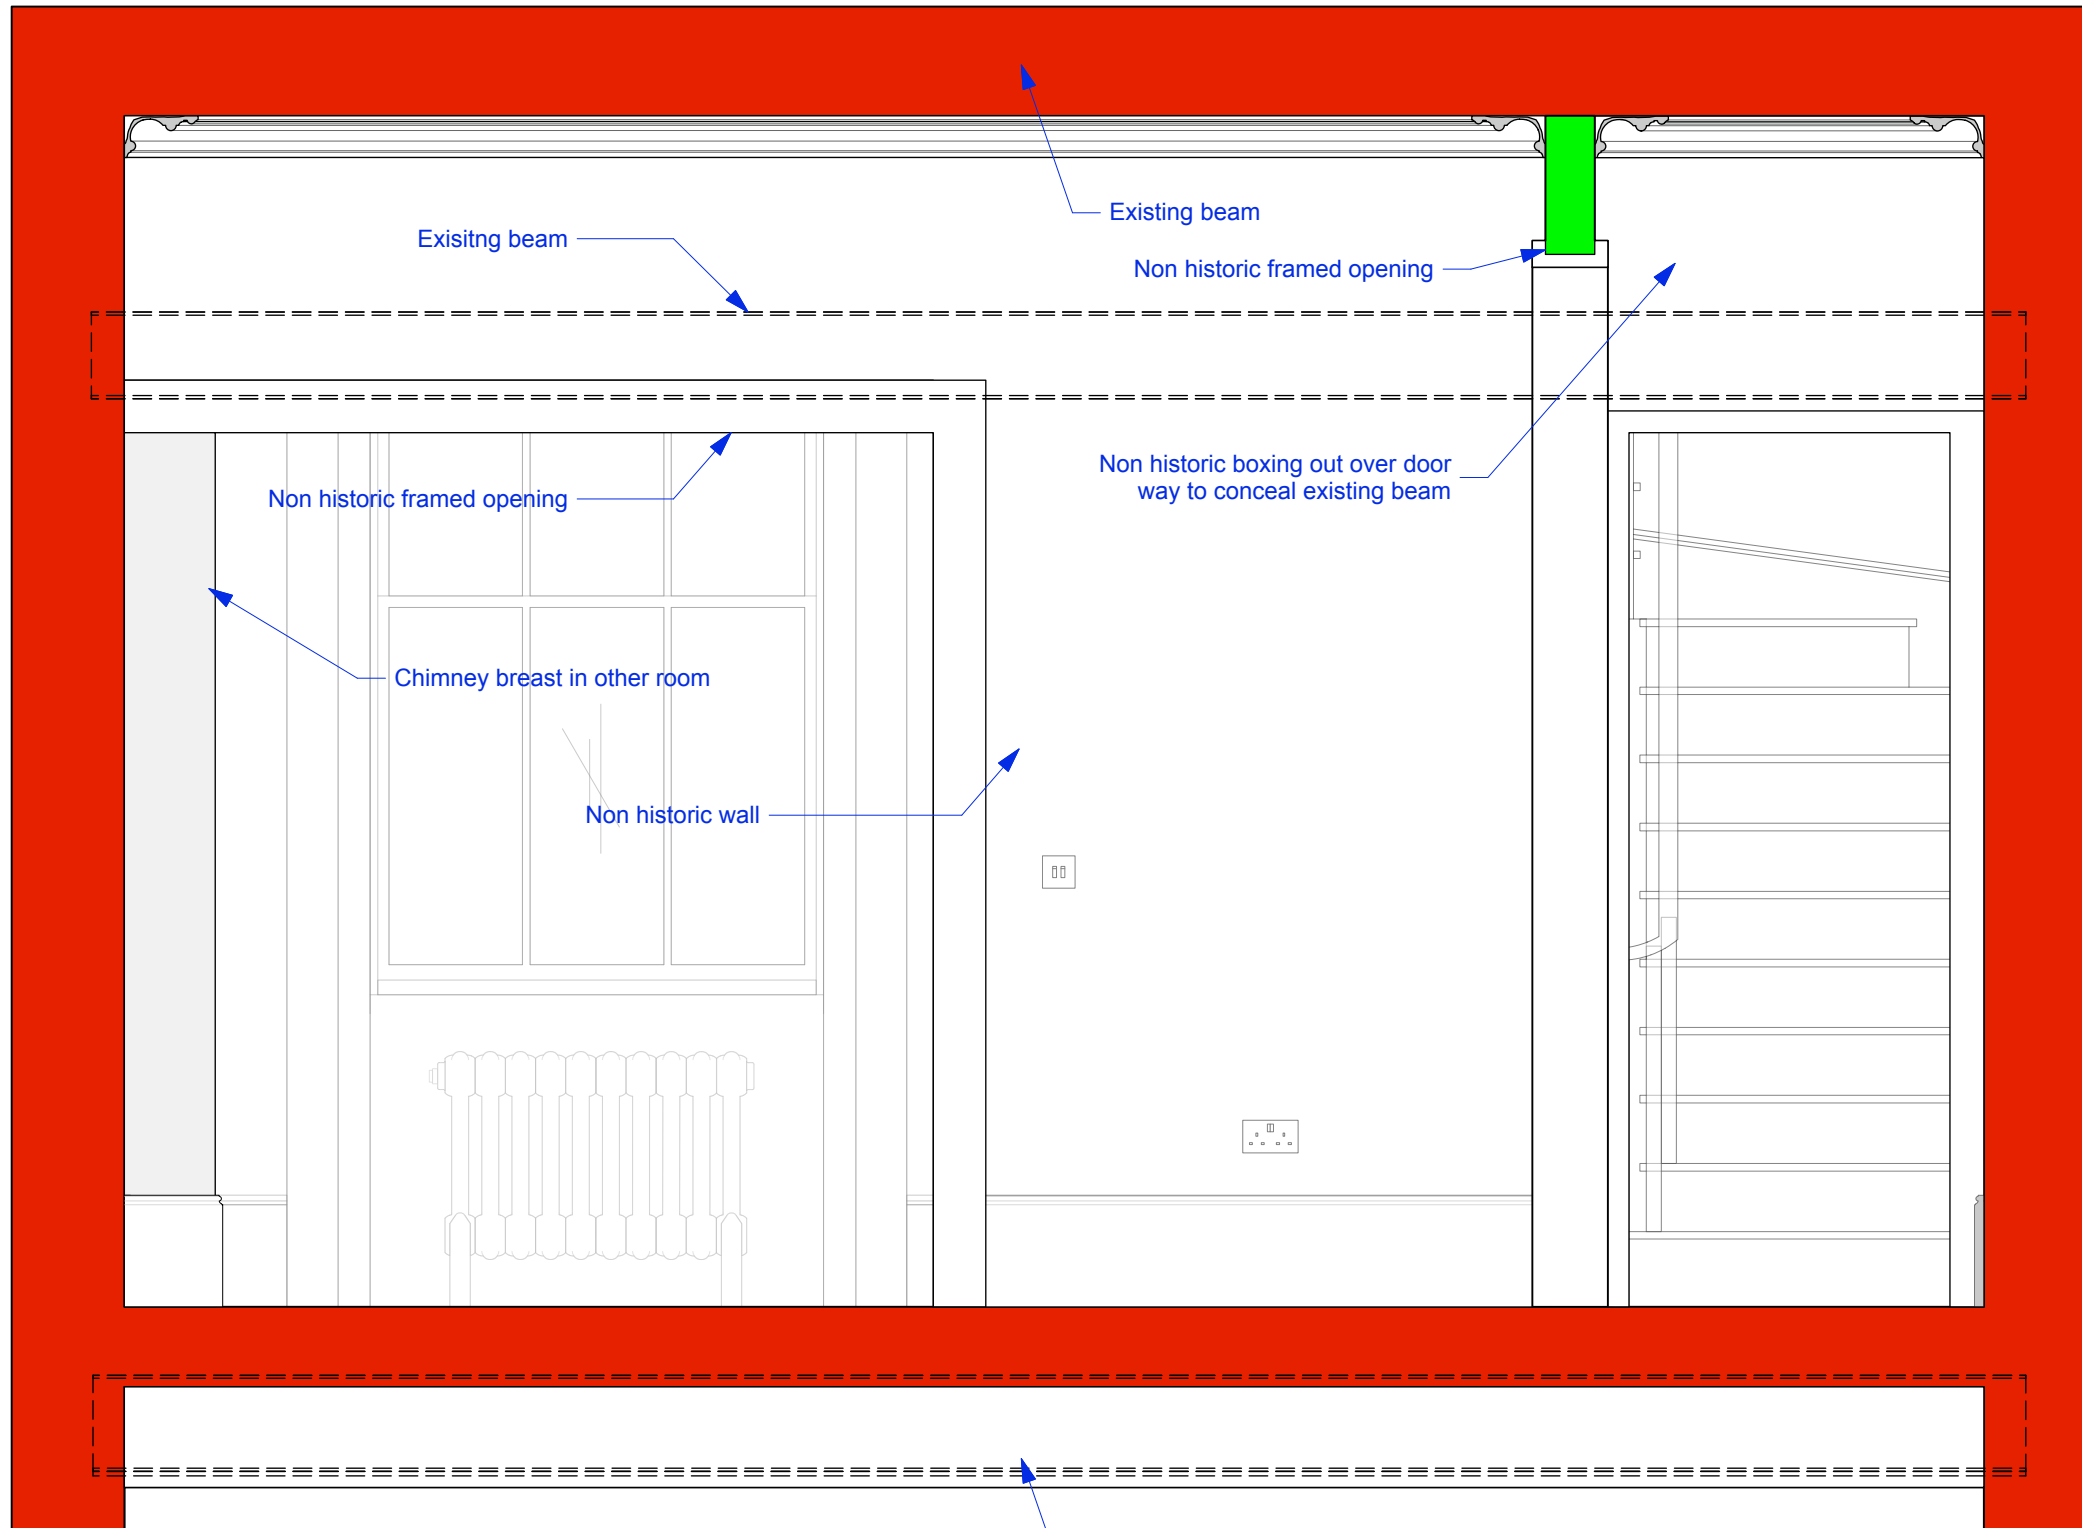 Existing beam
Exisitng beam
Non historic framed opening
Non historic boxing out over door
way to conceal existing beam
Non historic framed opening
Chimney breast in other room
Non historic wall